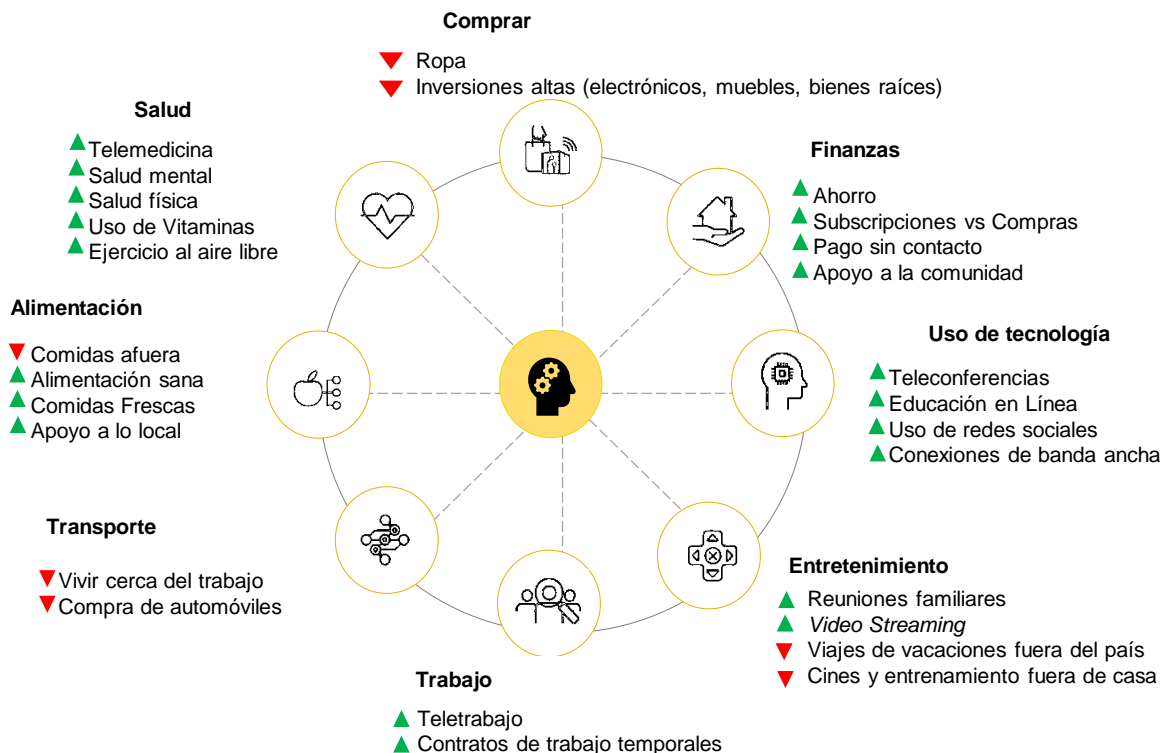 Comprar
Ropa
Inversiones altas (electrónicos, muebles, bienes raíces)
Salud
Telemedicina
Salud mental
Salud física
Uso de Vitaminas
Ejercicio al aire libre
Finanzas
Ahorro
Subscripciones vs Compras
Pago sin contacto
Apoyo a la comunidad
Alimentación
Comidas afuera
Alimentación sana
Comidas Frescas
Apoyo a lo local
Uso de tecnología
Teleconferencias
Educación en Línea
Uso de redes sociales
Conexiones de banda ancha
Transporte
Vivir cerca del trabajo
Compra de automóviles
Entretenimiento
Reuniones familiares
Video Streaming
Viajes de vacaciones fuera del país
Cines y entrenamiento fuera de casa
Trabajo
Teletrabajo
Contratos de trabajo temporales